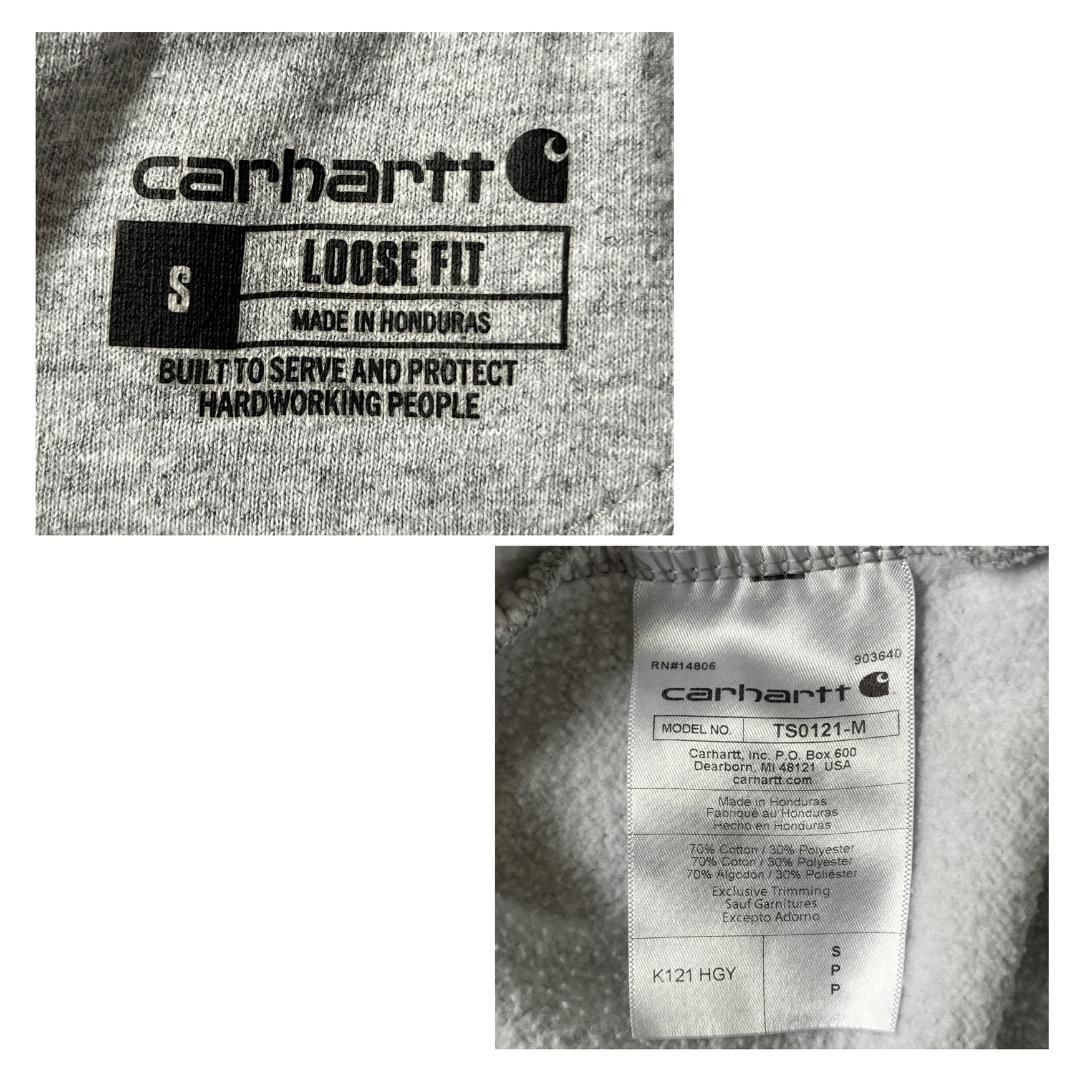 carhartt
S
LOOSE FIT
MADE IN HONDURAS
BUILT TO SERVE AND PROTECT
HARDWORKING PEOPLE
RN#14806
903640
carhartt
MODEL NO. TS0121-M
Carhartt, Inc. P.O. Box 600
Dearborn, MI 48121 USA
carhartt.com
Made in Honduras
Fabriqué au Honduras
Hecho en Honduras
70% Cotton / 30% Polyester
70% Coton / 30% Polyester
70% Algodón / 30% Poliéster
Exclusive Trimming
Sauf Garnitures
Excepto Adorno
K121 HGY
S
P
P